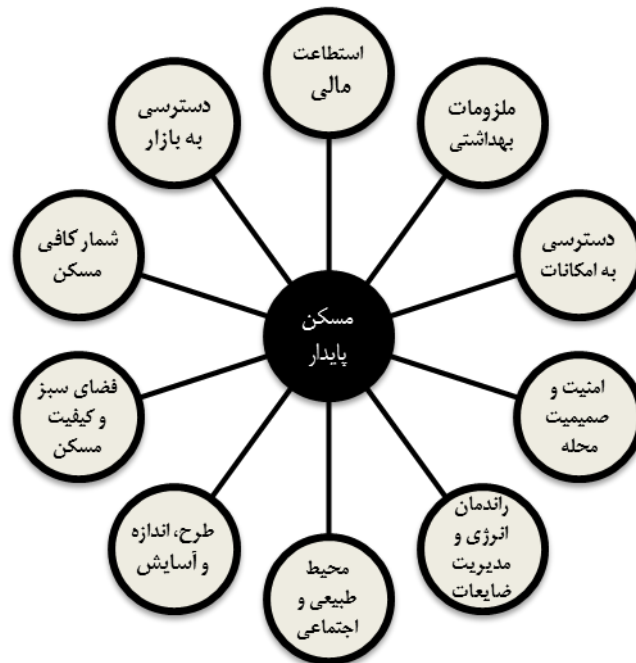 استطاعت
مالی
ملزومات
بهداشتی
دسترسی
به امکانات
امنیت و
صمیمیت
محله
راندمان
انرژی و
مدیریت
ضایعات
محیط
طبیعی و
اجتماعی
طرح، اندازه
و آسایش
فضای سبز
و کیفیت
مسکن
شمار کافی
مسکن
دسترسی
به بازار
مسکن
پایدار